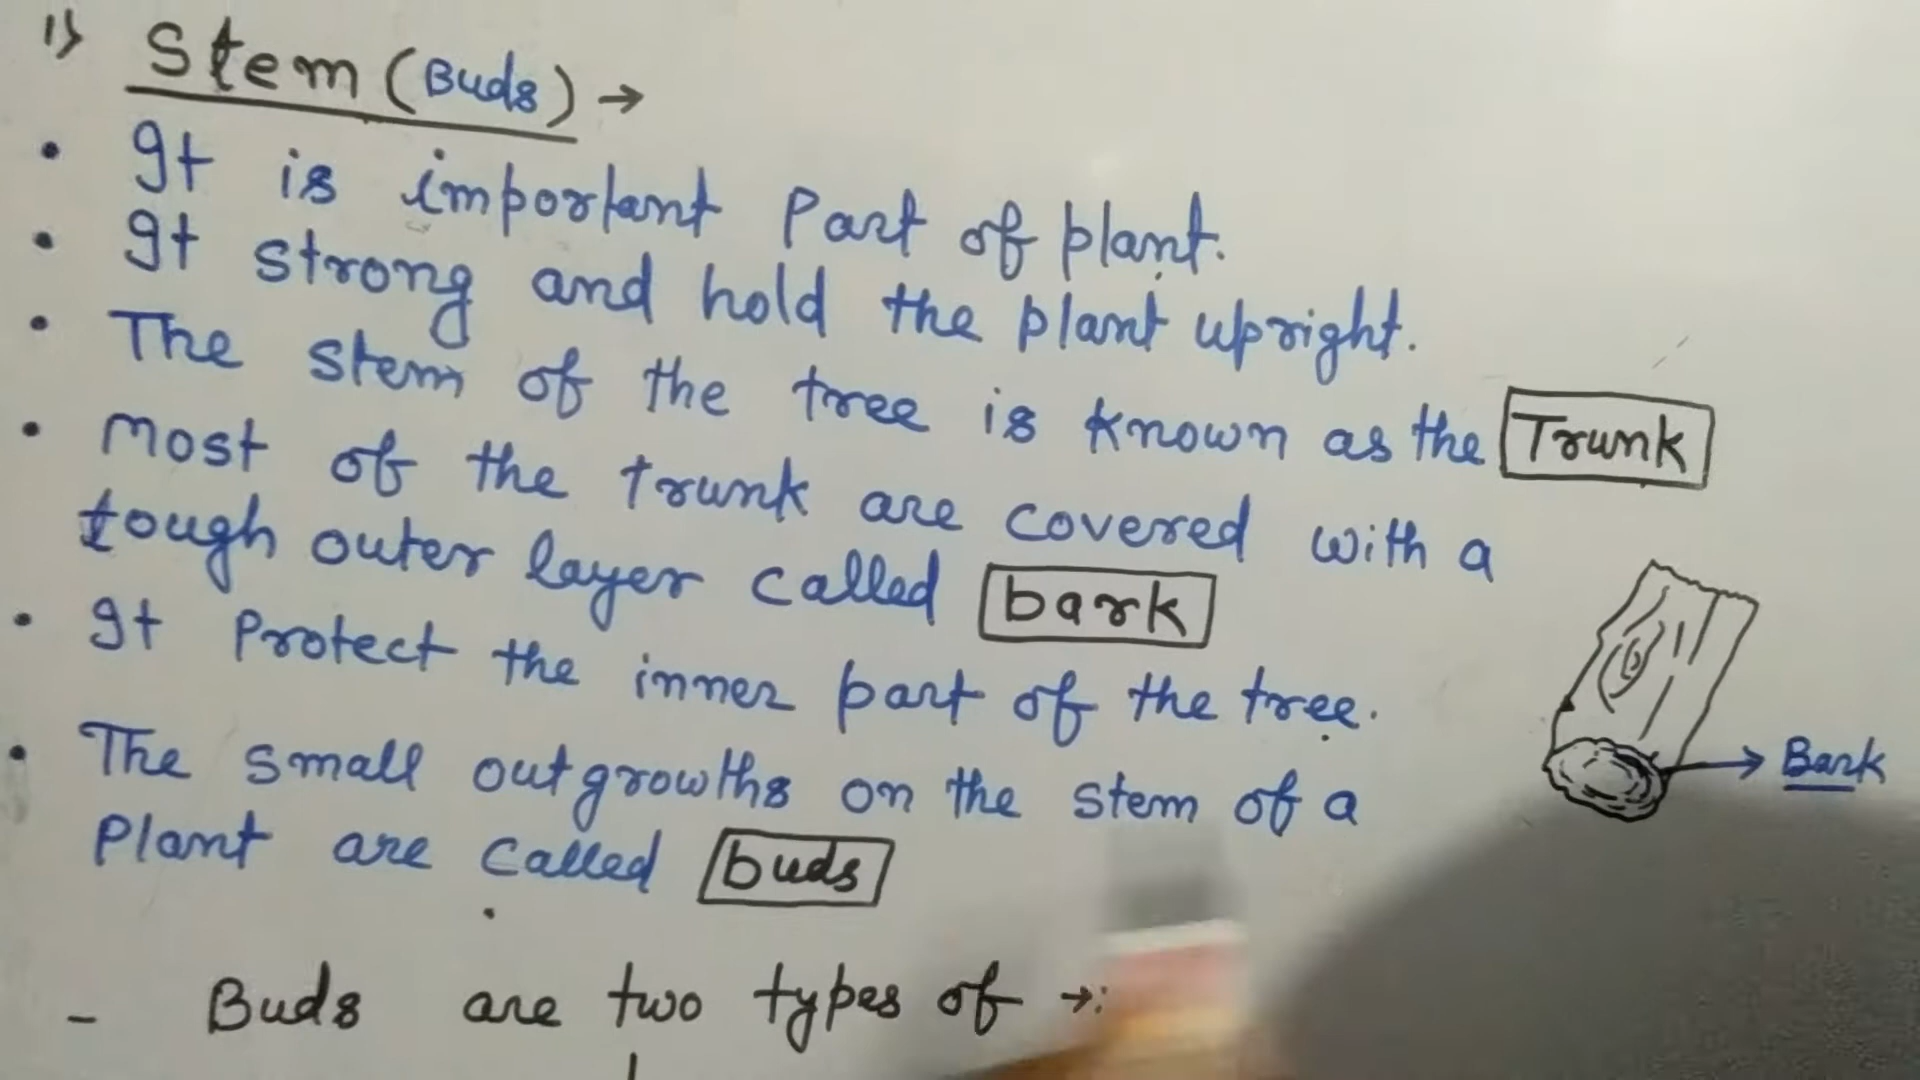 1) Stem (Buds) →
• It is important Part of plant.
• It strong and hold the plant upright.
• The stem of the tree is known as the Trunk
• Most of the trunk are covered with a
tough outer layer called bark
• It Protect the inner part of the tree.
• The small outgrowths on the stem of a
Plant are called buds
→ Bark
- Buds are two types of →: